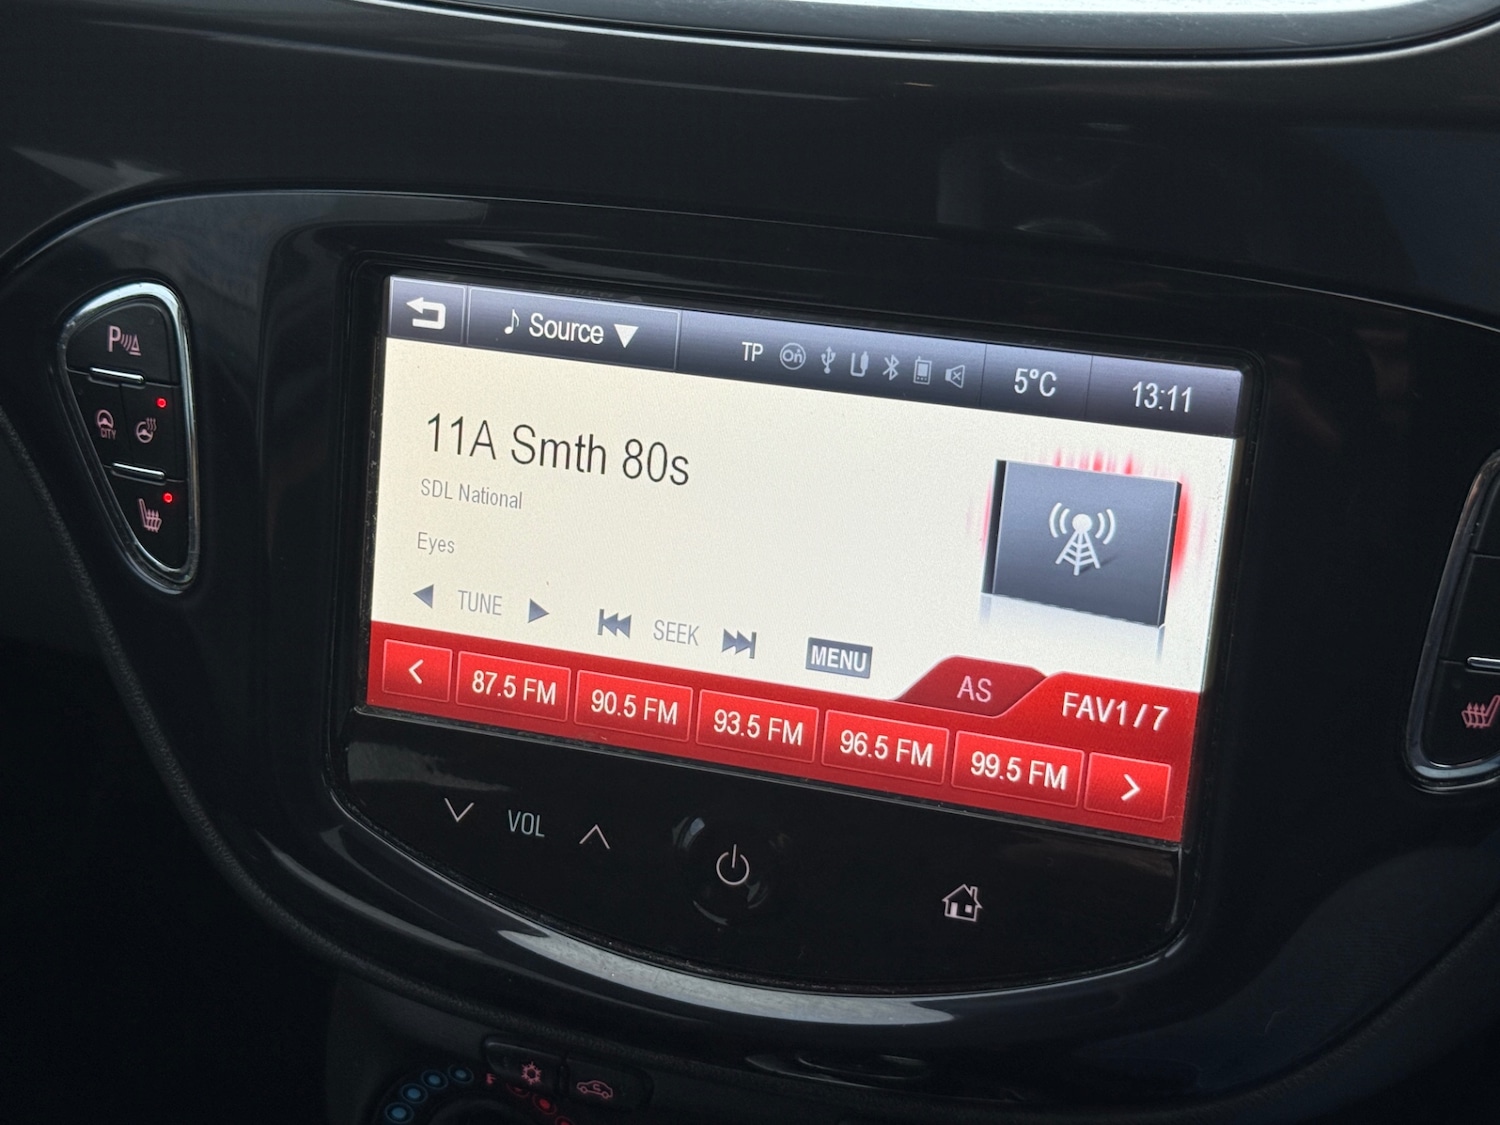 Source
TP
5°C
13:11
11A Smth 80s
SDL National
Eyes
TUNE
SEEK
MENU
AS
FAV1/7
87.5 FM
90.5 FM
93.5 FM
96.5 FM
99.5 FM
VOL
P
CITY